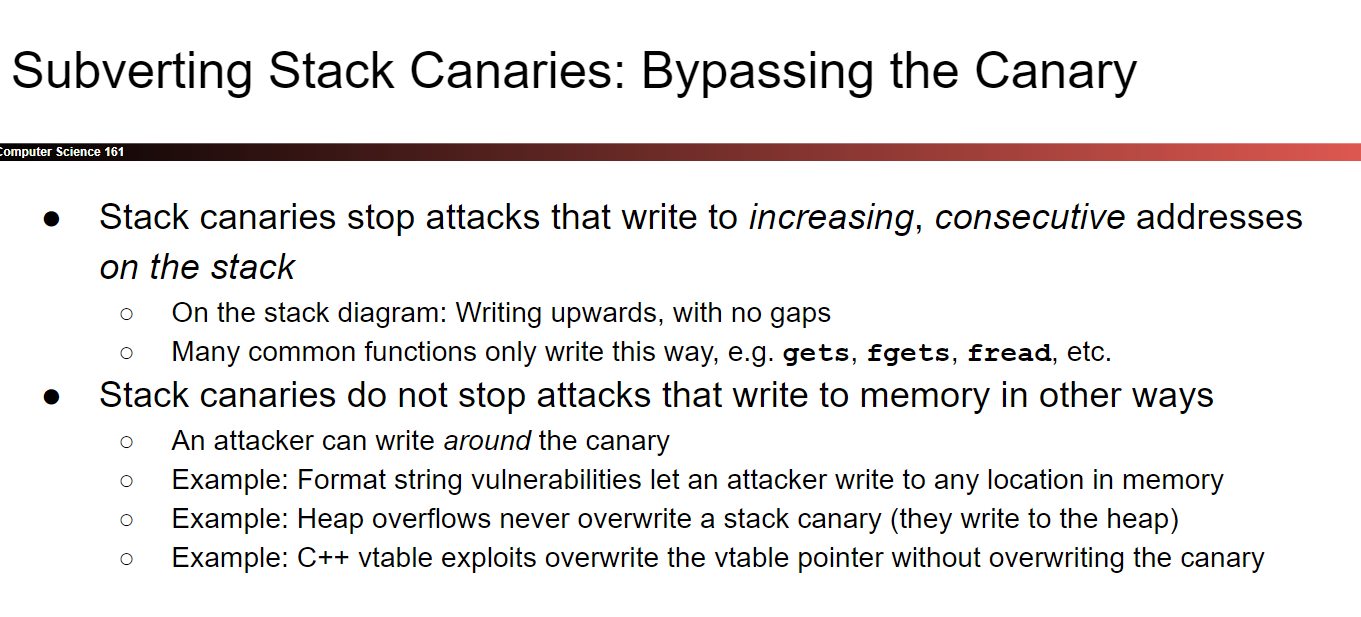 Subverting Stack Canaries: Bypassing the Canary
Computer Science 161
● Stack canaries stop attacks that write to increasing, consecutive addresses
on the stack
○ On the stack diagram: Writing upwards, with no gaps
○ Many common functions only write this way, e.g. gets, fgets, fread, etc.
● Stack canaries do not stop attacks that write to memory in other ways
○ An attacker can write around the canary
○ Example: Format string vulnerabilities let an attacker write to any location in memory
○ Example: Heap overflows never overwrite a stack canary (they write to the heap)
○ Example: C++ vtable exploits overwrite the vtable pointer without overwriting the canary